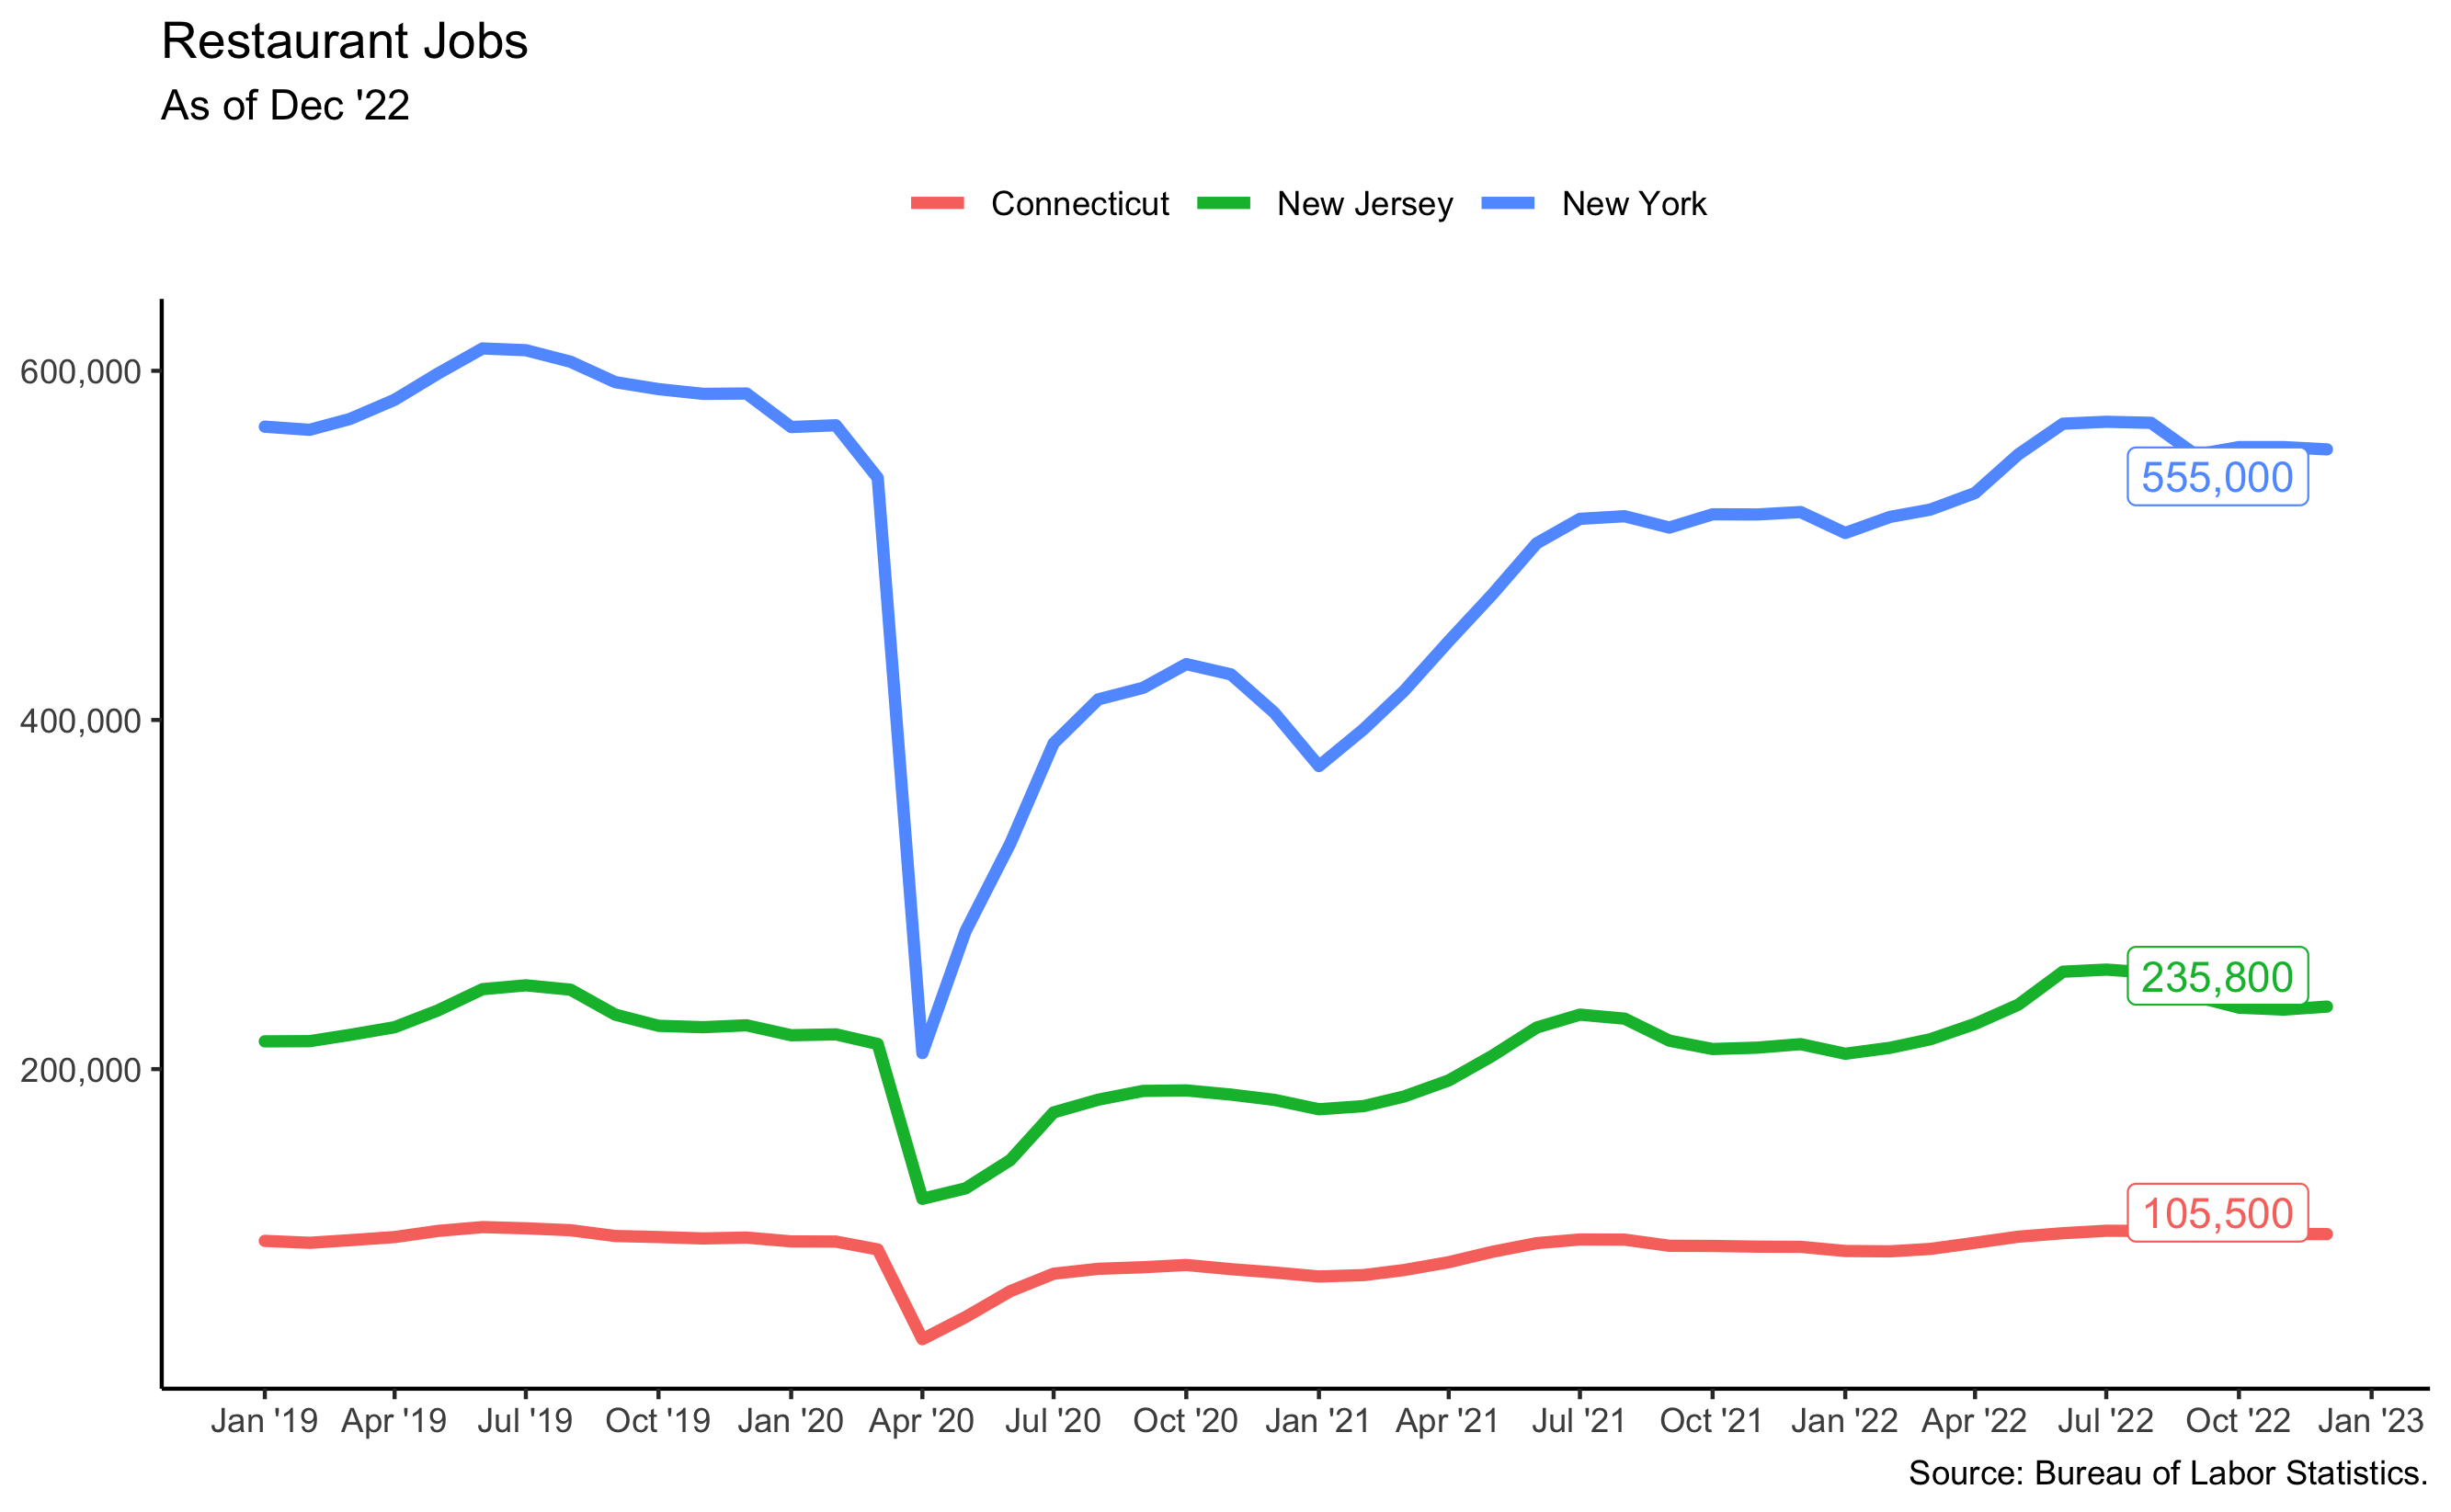 Restaurant Jobs
As of Dec '22
Connecticut New Jersey New York
600,000
400,000
200,000
555,000
235,800
105,500
Jan '19 Apr '19 Jul '19 Oct '19 Jan '20 Apr '20 Jul '20 Oct '20 Jan '21 Apr '21 Jul '21 Oct '21 Jan '22 Apr '22 Jul '22 Oct '22 Jan '23
Source: Bureau of Labor Statistics.